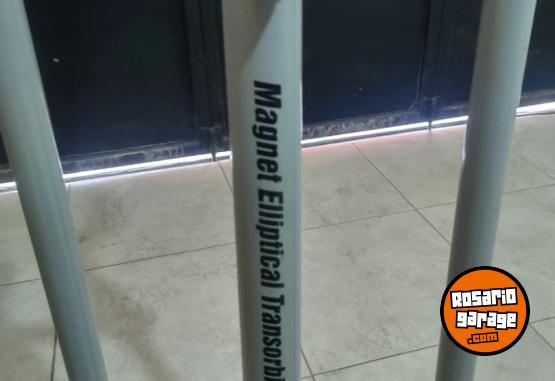 Magnet Elliptical Transorbi
Rosario
garage
.com